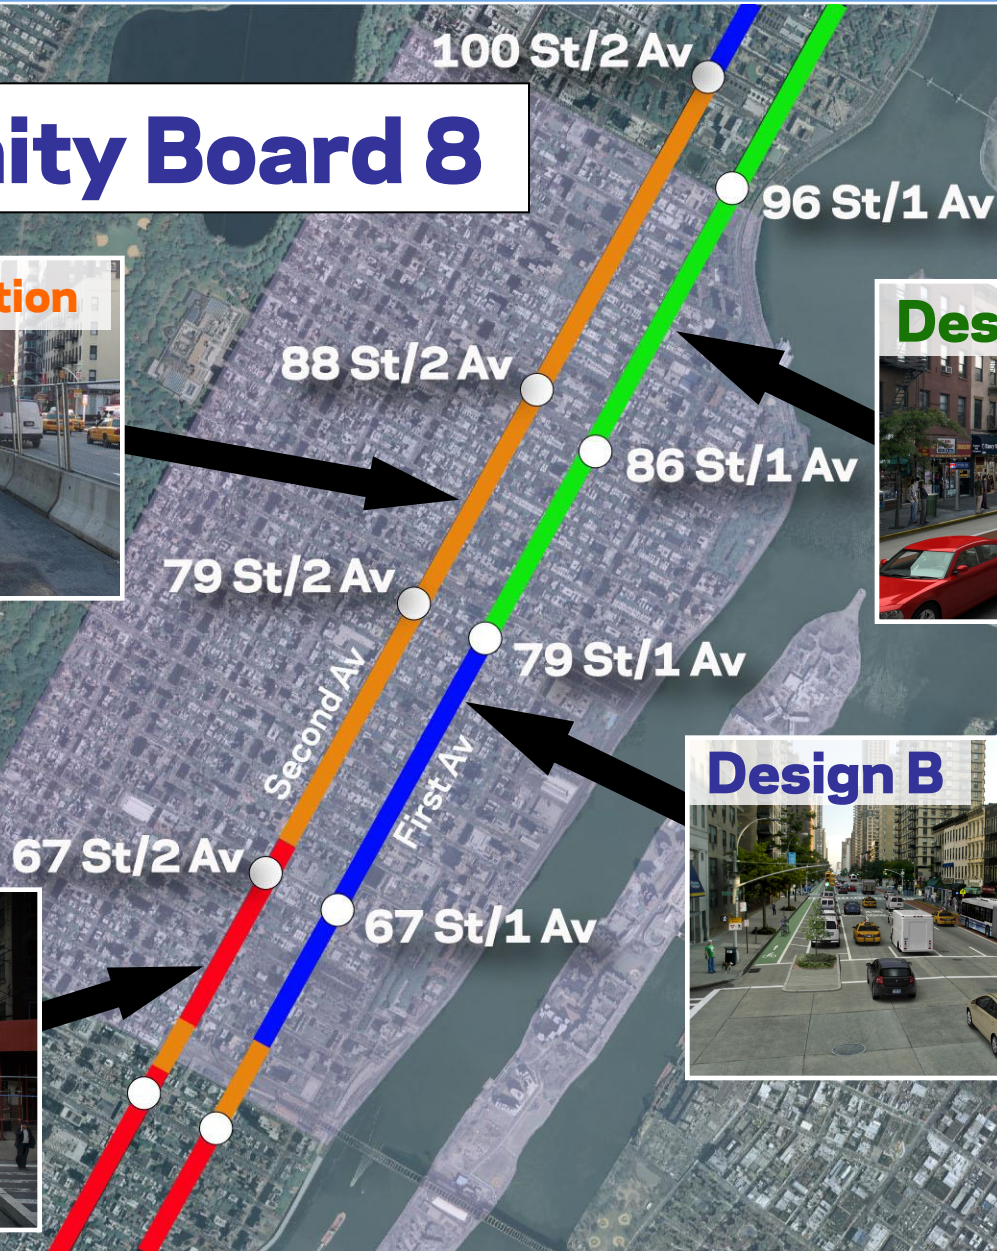 100 St/2 Av
nity Board 8
96 St/1 Av
tion
Des
88 St/2 Av
86 St/1 Av
79 St/2 Av
79 St/1 Av
Second Av
First Av
Design B
67 St/2 Av
67 St/1 Av